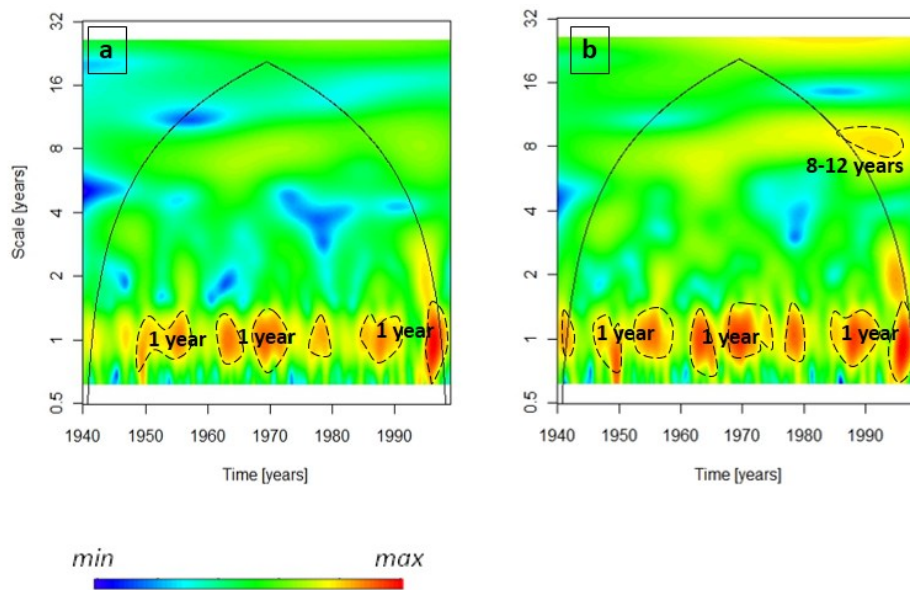 a
32
16
8
4
2
1
0.5
Scale [years]
1 year
1 year
1 year
1940
1950
1960
1970
1980
1990
Time [years]
b
32
16
8
4
2
1
0.5
8-12 years
1 year
1 year
1 year
1940
1950
1960
1970
1980
1990
Time [years]
min
max